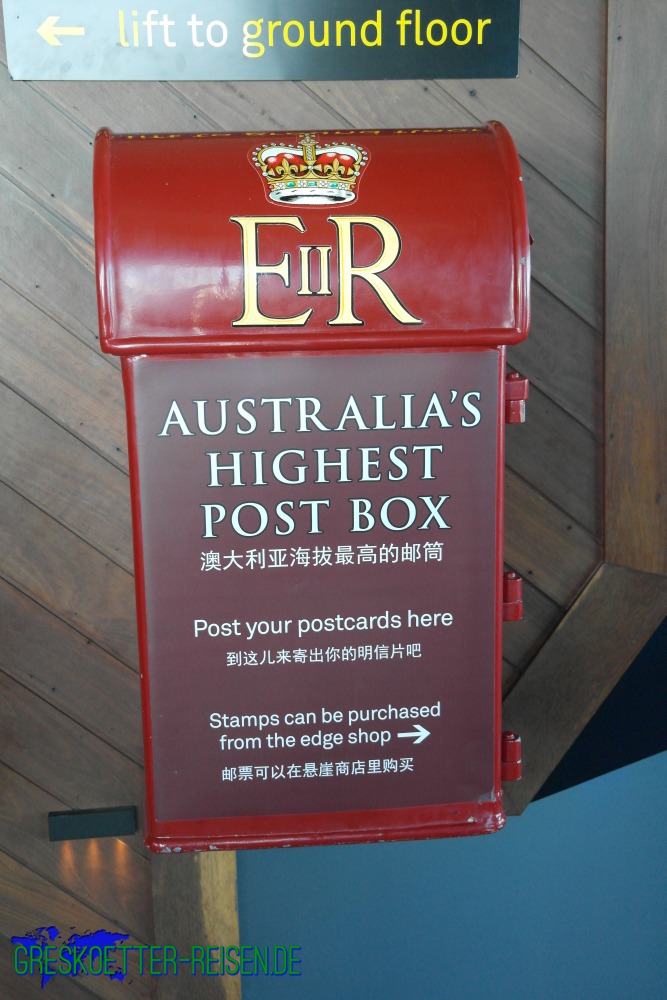 lift to ground floor
EIIR
AUSTRALIA'S
HIGHEST
POST BOX
澳大利亚海拔最高的邮筒
Post your postcards here
到这儿来寄出你的明信片吧
Stamps can be purchased
from the edge shop
邮票可以在悬崖商店里购买
GRESKOETTER-REISEN.DE